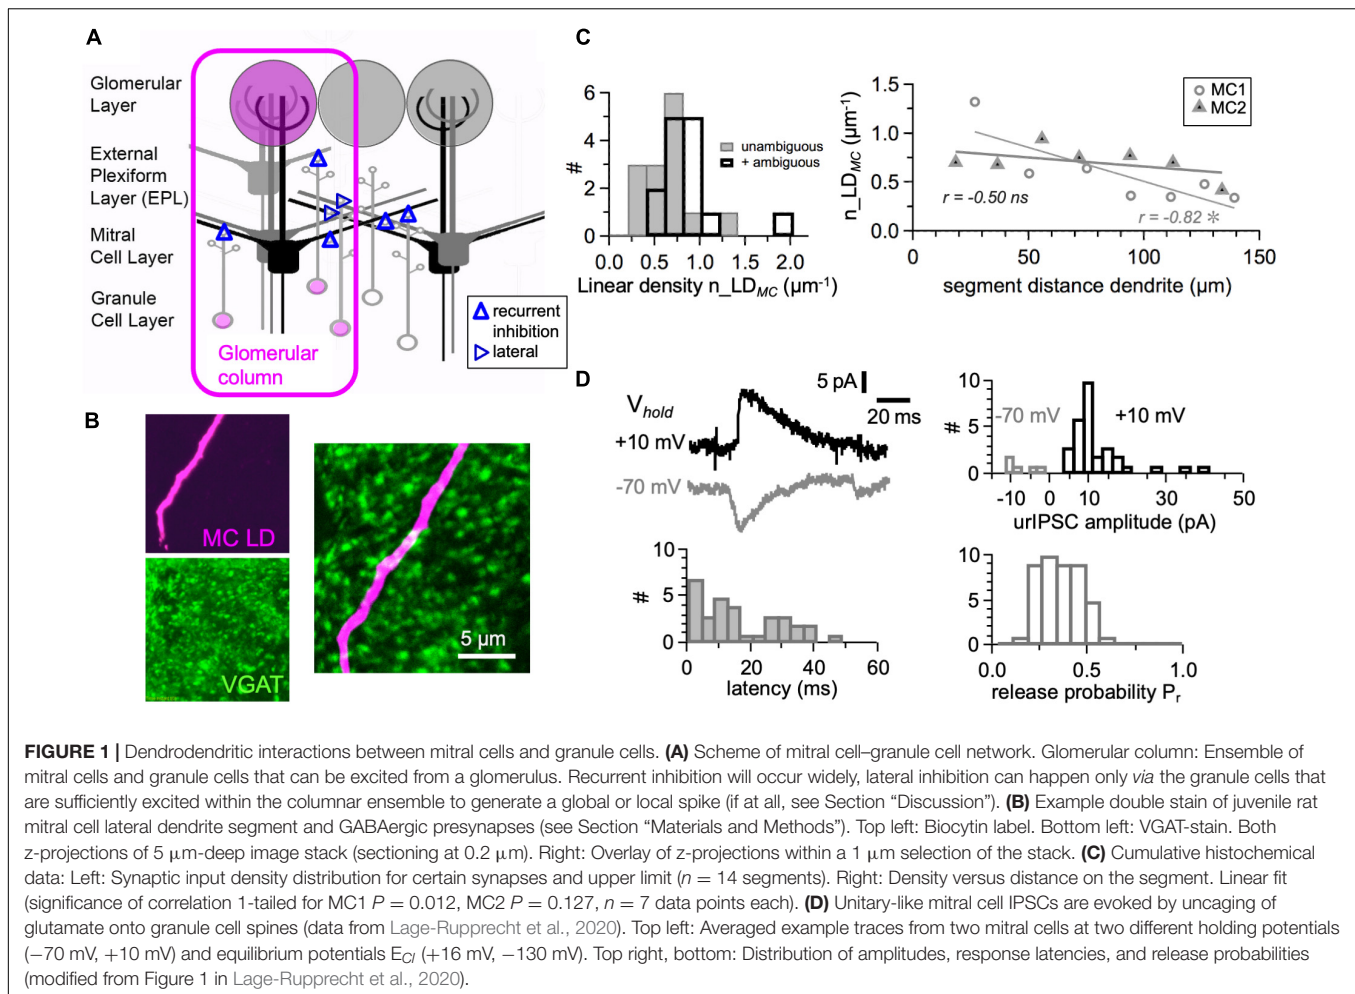 A
Glomerular
Layer
External
Plexiform
Layer (EPL)
Mitral
Cell Layer
Granule
Cell Layer
Glomerular
column
recurrent
inhibition
lateral
B
MC LD
VGAT
5 μm
C
6
4
2
0
#
unambiguous
+ ambiguous
0.0 0.5 1.0 1.5 2.0
Linear density n_LD_MC (μm⁻¹)
1.5
1.0
0.5
0.0
n_LD_MC (μm⁻¹)
MC1
MC2
r = -0.50 ns
r = -0.82 *
0 50 100 150
segment distance dendrite (μm)
D
V_hold
+10 mV
-70 mV
5 pA
20 ms
10
5
0
#
-70 mV
+10 mV
-10 0 10 30 50
urIPSC amplitude (pA)
10
5
0
#
0 20 40 60
latency (ms)
10
5
0
0.0 0.5 1.0
release probability P_r
FIGURE 1 | Dendrodendritic interactions between mitral cells and granule cells. (A) Scheme of mitral cell–granule cell network. Glomerular column: Ensemble of
mitral cells and granule cells that can be excited from a glomerulus. Recurrent inhibition will occur widely, lateral inhibition can happen only via the granule cells that
are sufficiently excited within the columnar ensemble to generate a global or local spike (if at all, see Section “Discussion”). (B) Example double stain of juvenile rat
mitral cell lateral dendrite segment and GABAergic presynapses (see Section “Materials and Methods”). Top left: Biocytin label. Bottom left: VGAT-stain. Both
z-projections of 5 μm-deep image stack (sectioning at 0.2 μm). Right: Overlay of z-projections within a 1 μm selection of the stack. (C) Cumulative histochemical
data: Left: Synaptic input density distribution for certain synapses and upper limit (n = 14 segments). Right: Density versus distance on the segment. Linear fit
(significance of correlation 1-tailed for MC1 P = 0.012, MC2 P = 0.127, n = 7 data points each). (D) Unitary-like mitral cell IPSCs are evoked by uncaging of
glutamate onto granule cell spines (data from Lage-Rupprecht et al., 2020). Top left: Averaged example traces from two mitral cells at two different holding potentials
(−70 mV, +10 mV) and equilibrium potentials E_Cl (+16 mV, −130 mV). Top right, bottom: Distribution of amplitudes, response latencies, and release probabilities
(modified from Figure 1 in Lage-Rupprecht et al., 2020).